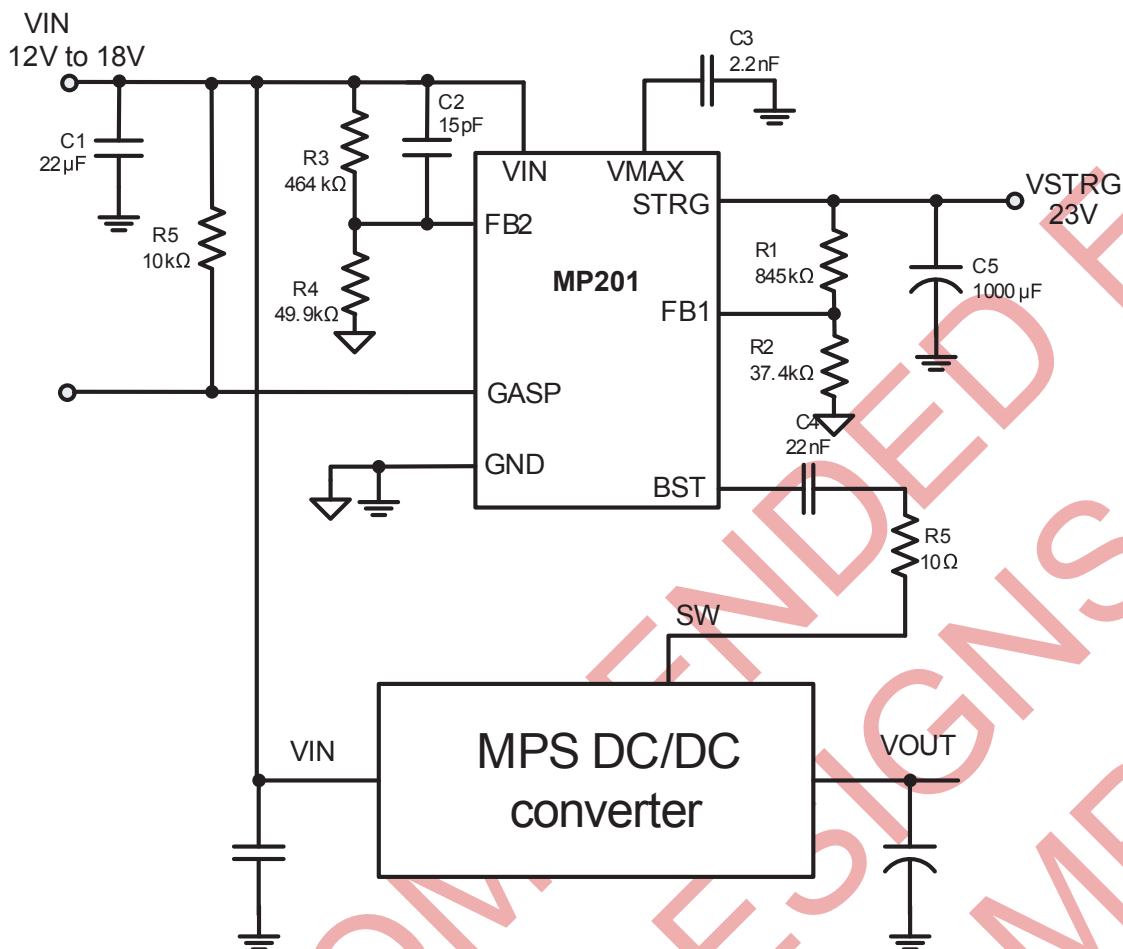 VIN
12V to 18V
C1
22µF
R5
10kΩ
R3
464 kΩ
C2
15pF
R4
49.9kΩ
C3
2.2nF
VIN
VMAX
STRG
FB2
MP201
FB1
GASP
GND
BST
VSTRG
23V
R1
845kΩ
C5
1000µF
R2
37.4kΩ
C4
22nF
R5
10Ω
SW
VIN
MPS DC/DC
converter
VOUT